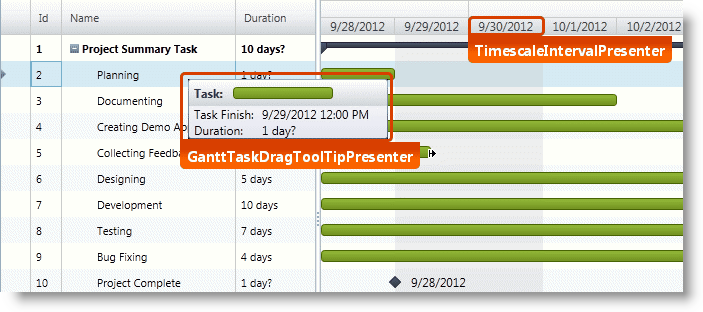 Id Name Duration 9/28/2012 9/29/2012 9/30/2012 10/1/2012 10/2/2012
1 Project Summary Task 10 days?
TimescaleIntervalPresenter
2 Planning 1 day?
Task:
3 Documenting
Task Finish: 9/29/2012 12:00 PM
4 Creating Demo Ap
Duration: 1 day?
5 Collecting Feedba
GanttTaskDragToolTipPresenter
6 Designing 5 days
7 Development 10 days
8 Testing 7 days
9 Bug Fixing 4 days
10 Project Complete 1 day? 9/28/2012